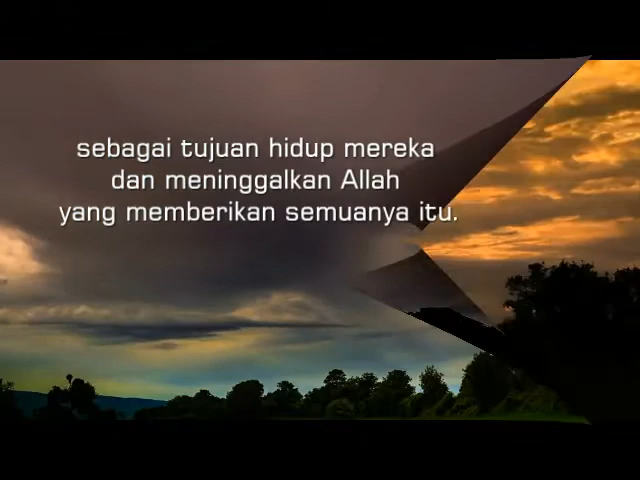 sebagai tujuan hidup mereka
dan meninggalkan Allah
yang memberikan semuanya itu.